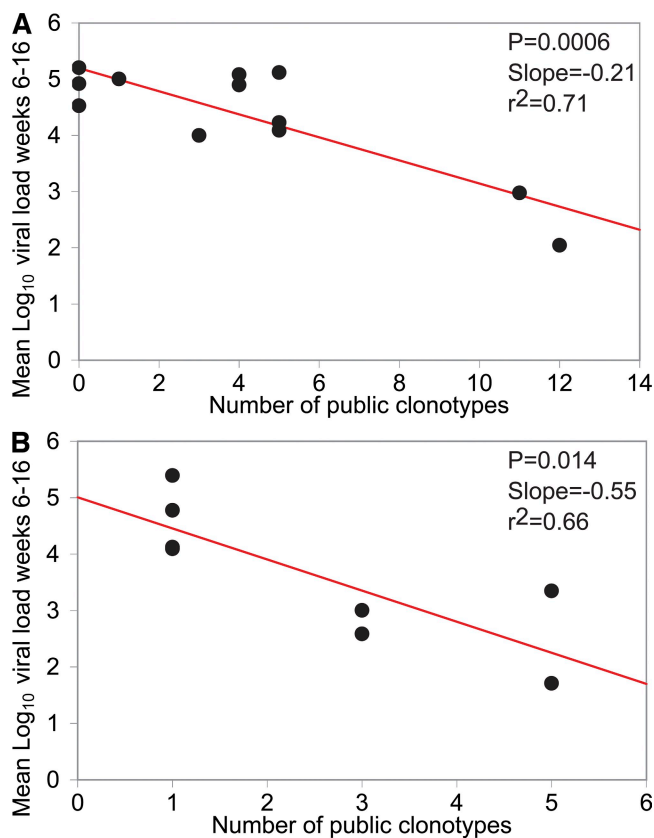 A
6
5
4
3
2
1
0
Mean Log₁₀ viral load weeks 6-16
P=0.0006
Slope=-0.21
r²=0.71
0 2 4 6 8 10 12 14
Number of public clonotypes
B
6
5
4
3
2
1
0
Mean Log₁₀ viral load weeks 6-16
P=0.014
Slope=-0.55
r²=0.66
0 1 2 3 4 5 6
Number of public clonotypes